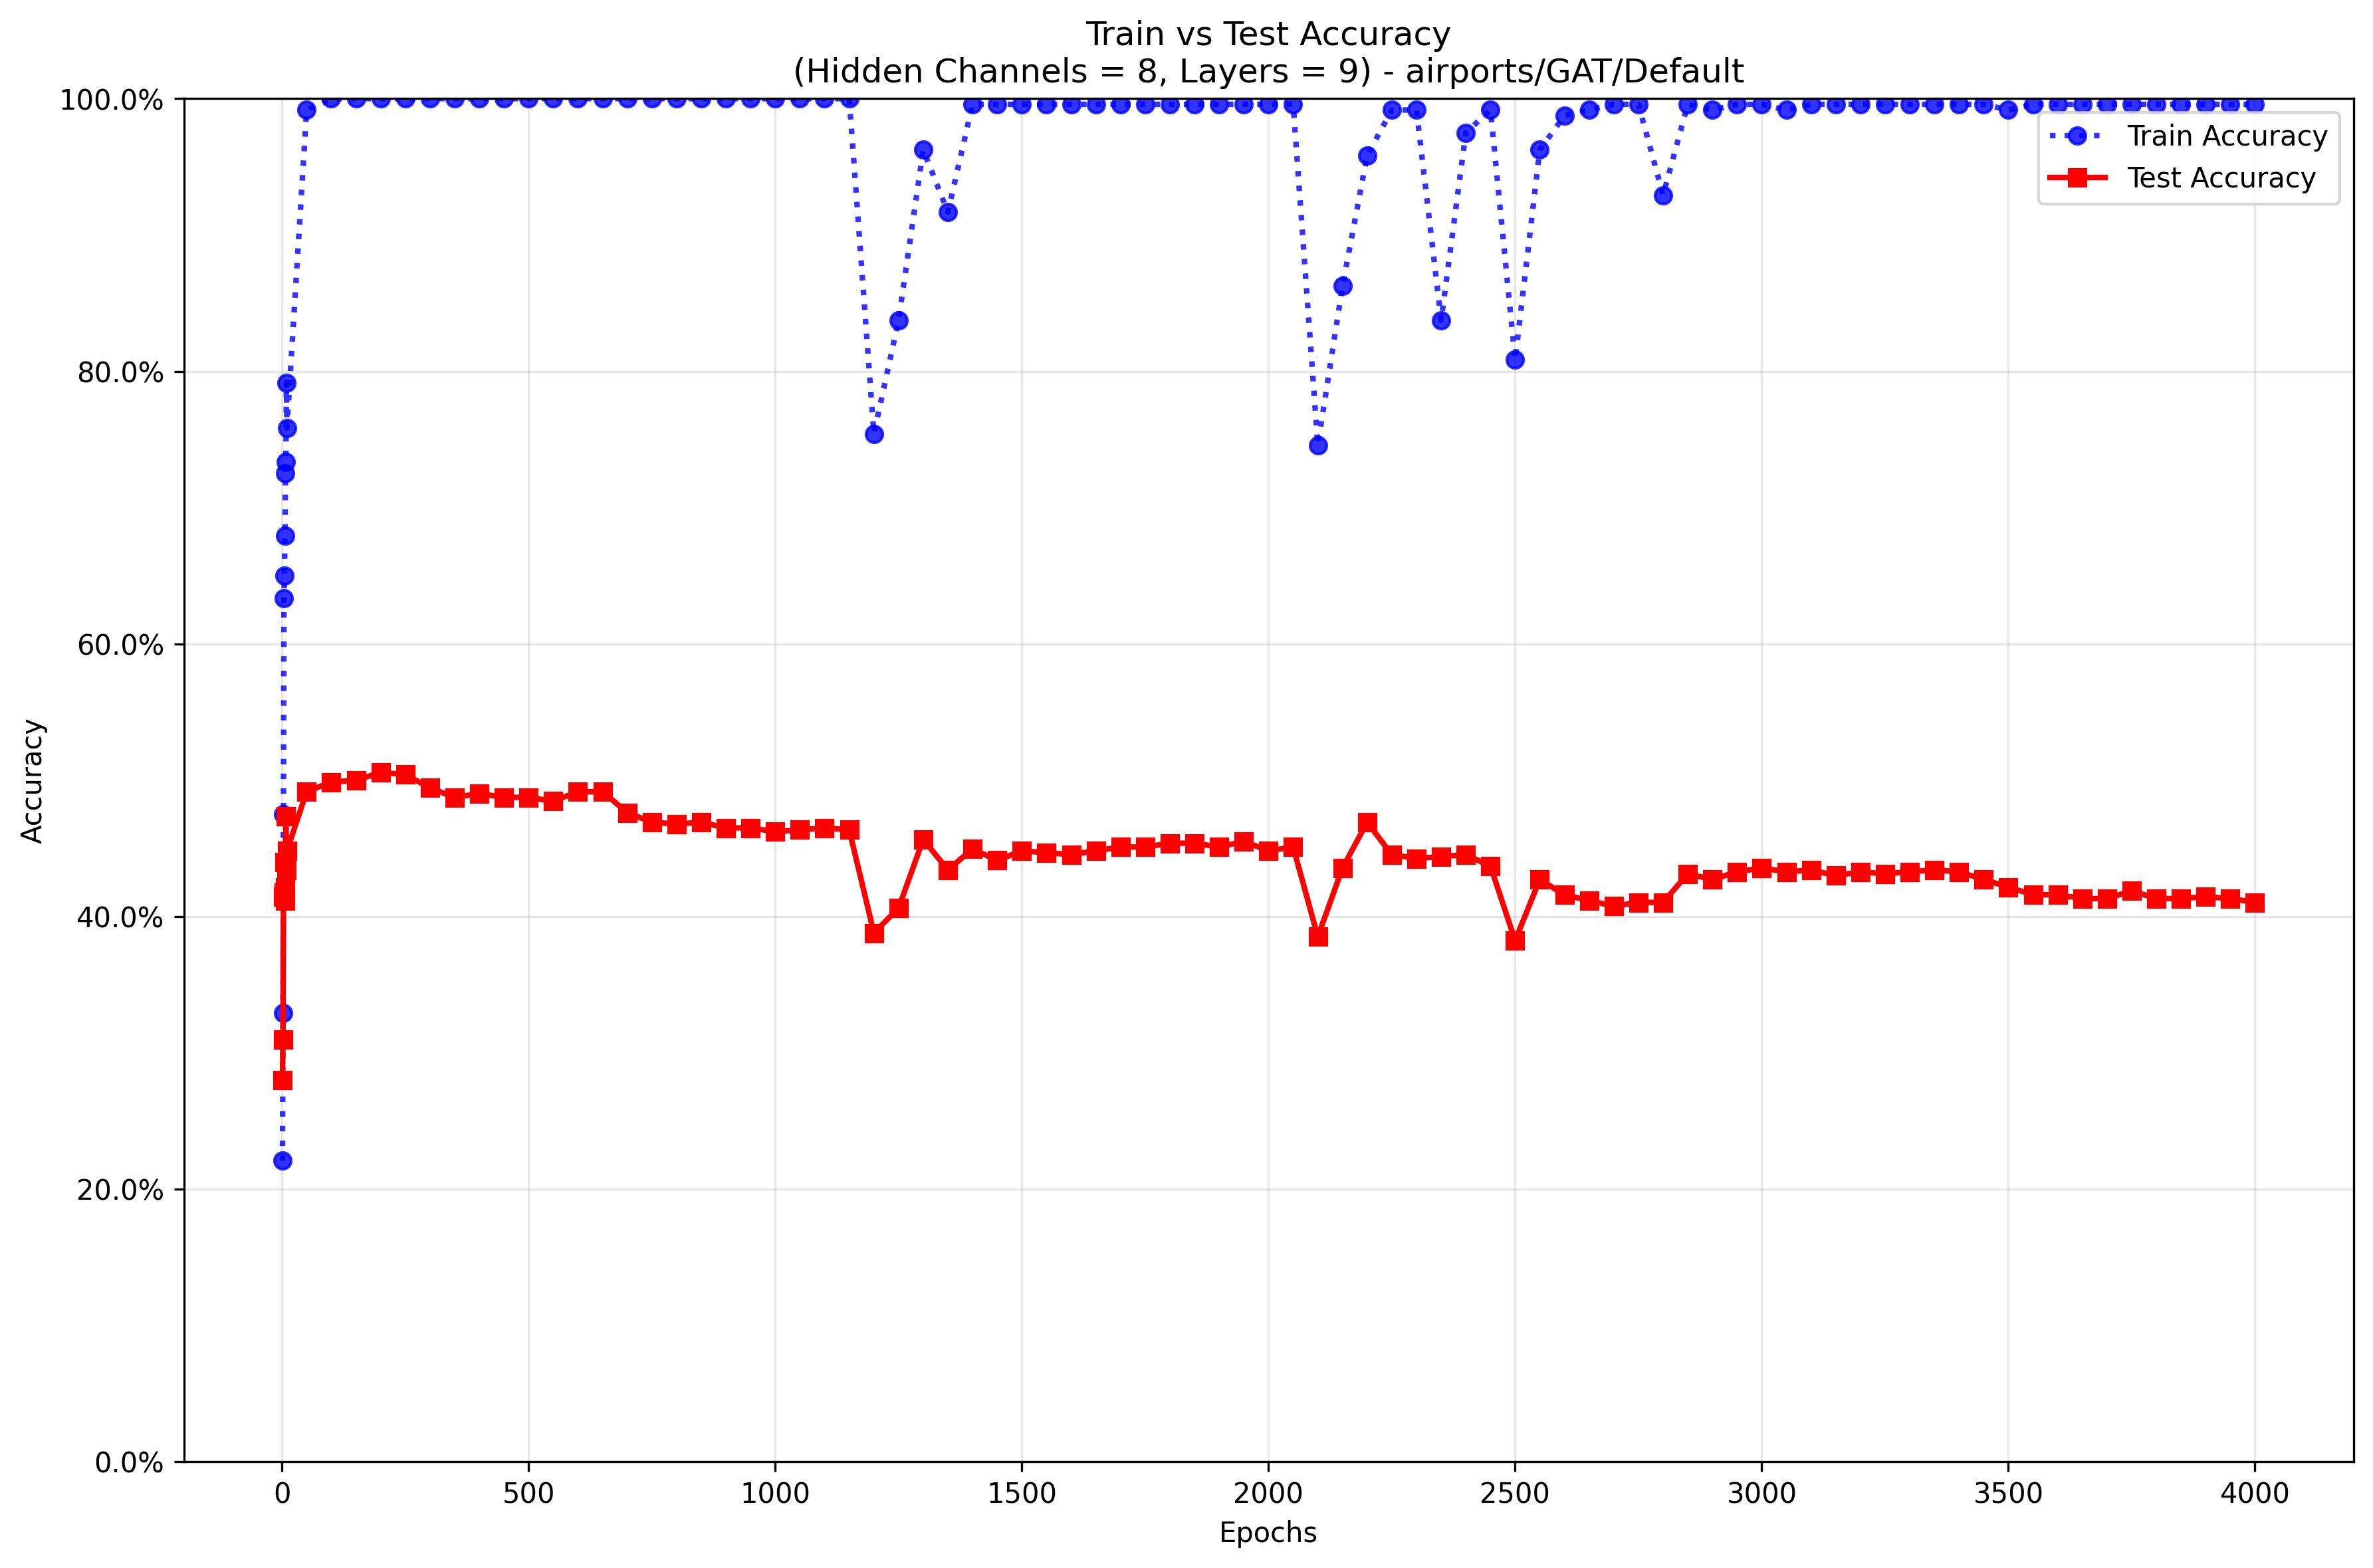 Train vs Test Accuracy
(Hidden Channels = 8, Layers = 9) - airports/GAT/Default
100.0%
80.0%
60.0%
40.0%
20.0%
0.0%
Accuracy
Train Accuracy
Test Accuracy
0
500
1000
1500
2000
2500
3000
3500
4000
Epochs